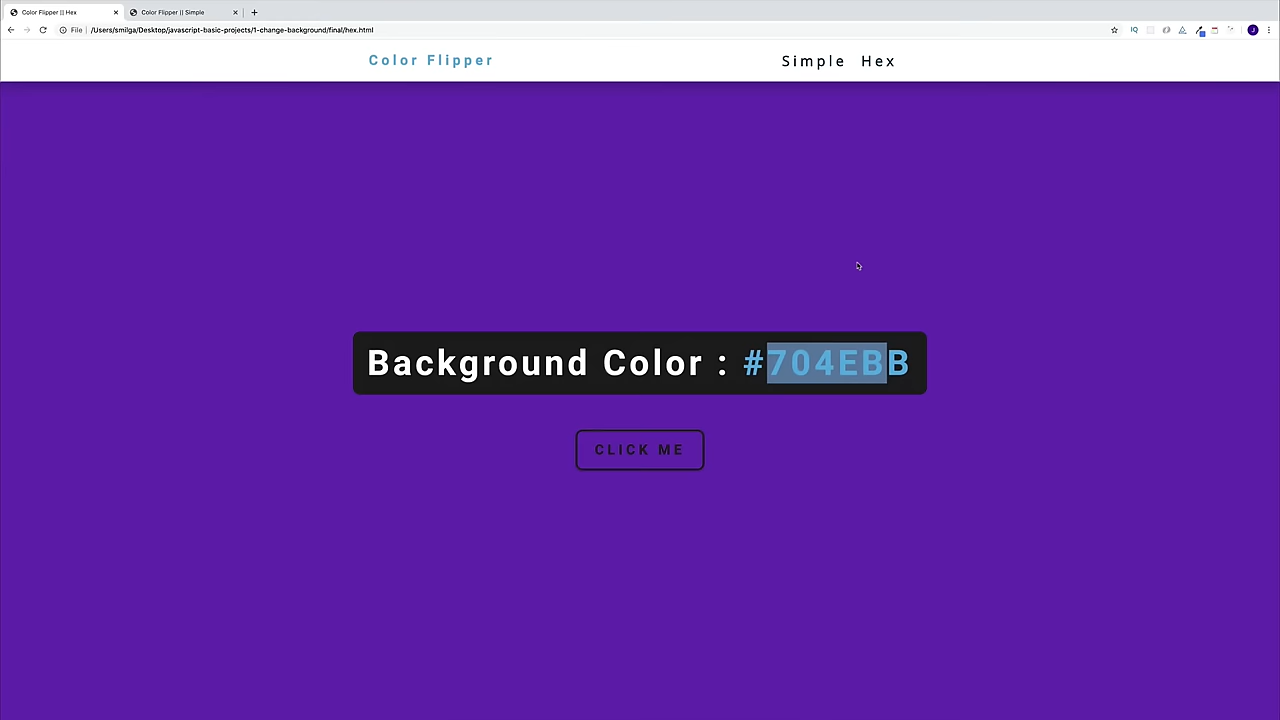 Color Flipper || Hex
Color Flipper || Simple
File
/Users/smilga/Desktop/javascript-basic-projects/1-change-background/final/hex.html
IQ
J
Color Flipper
Simple Hex
Background Color : #704EBB
CLICK ME